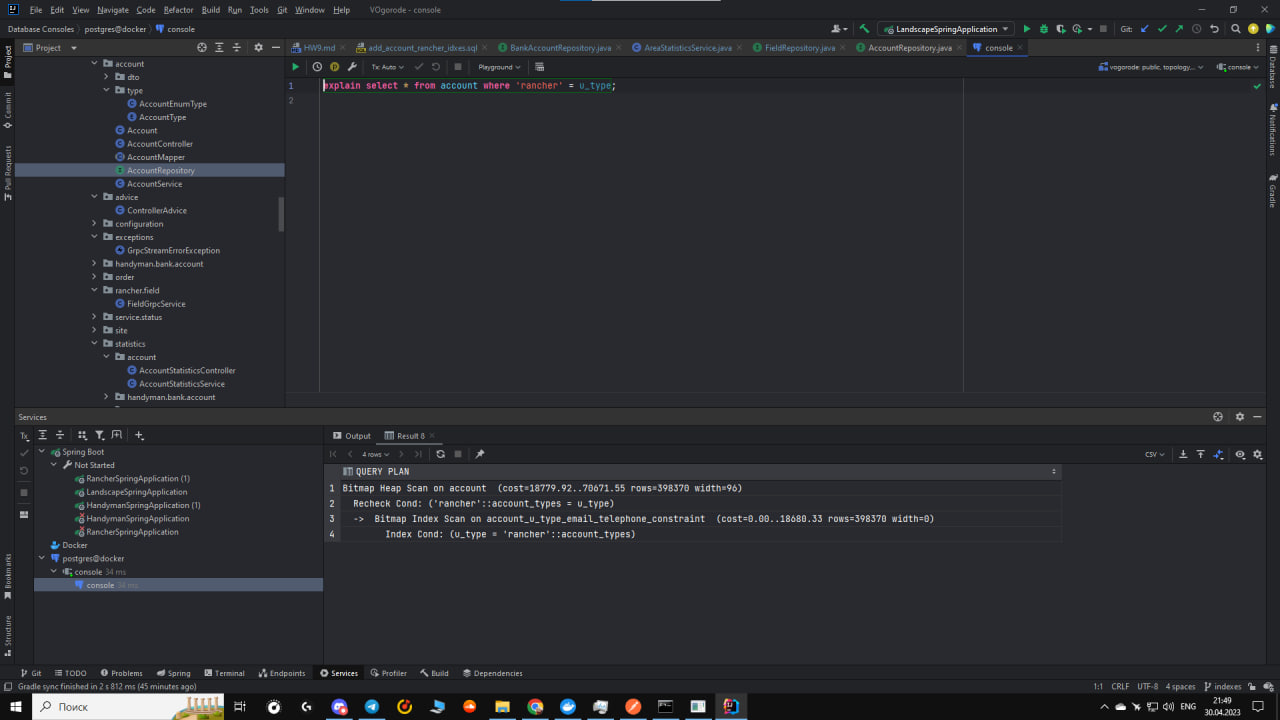 File Edit View Navigate Code Refactor Build Run Tools Git Window Help VOgorode - console
Database Consoles postgres@docker console LandscapeSpringApplication Git:
Project HW9.md add_account_rancher_idxes.sql BankAccountRepository.java AreaStatisticsService.java FieldRepository.java AccountRepository.java console
Tx: Auto Playground vogorode: public, topology,... console
Project
Commit
Pull Requests
Bookmarks
Structure
Database
Notifications
Gradle
account
dto
type
AccountEnumType
AccountType
Account
AccountController
AccountMapper
AccountRepository
AccountService
advice
ControllerAdvice
configuration
exceptions
GrpcStreamErrorException
handyman.bank.account
order
rancher.field
FieldGrpcService
service.status
site
statistics
account
AccountStatisticsController
AccountStatisticsService
handyman.bank.account
1 explain select * from account where 'rancher' = u_type;
2
Services
Tx
Spring Boot
Not Started
RancherSpringApplication (1)
LandscapeSpringApplication
HandymanSpringApplication (1)
HandymanSpringApplication
RancherSpringApplication
Docker
postgres@docker
console 34 ms
console 34 ms
Output Result 8
4 rows CSV
QUERY PLAN
1 Bitmap Heap Scan on account (cost=18779.92..70671.55 rows=398370 width=96)
2 Recheck Cond: ('rancher'::account_types = u_type)
3 -> Bitmap Index Scan on account_u_type_email_telephone_constraint (cost=0.00..18680.33 rows=398370 width=0)
4 Index Cond: (u_type = 'rancher'::account_types)
Git TODO Problems Spring Terminal Endpoints Services Profiler Build Dependencies
Gradle sync finished in 2 s 812 ms (45 minutes ago) 1:1 CRLF UTF-8 4 spaces indexes
Поиск ENG 21:49
30.04.2023